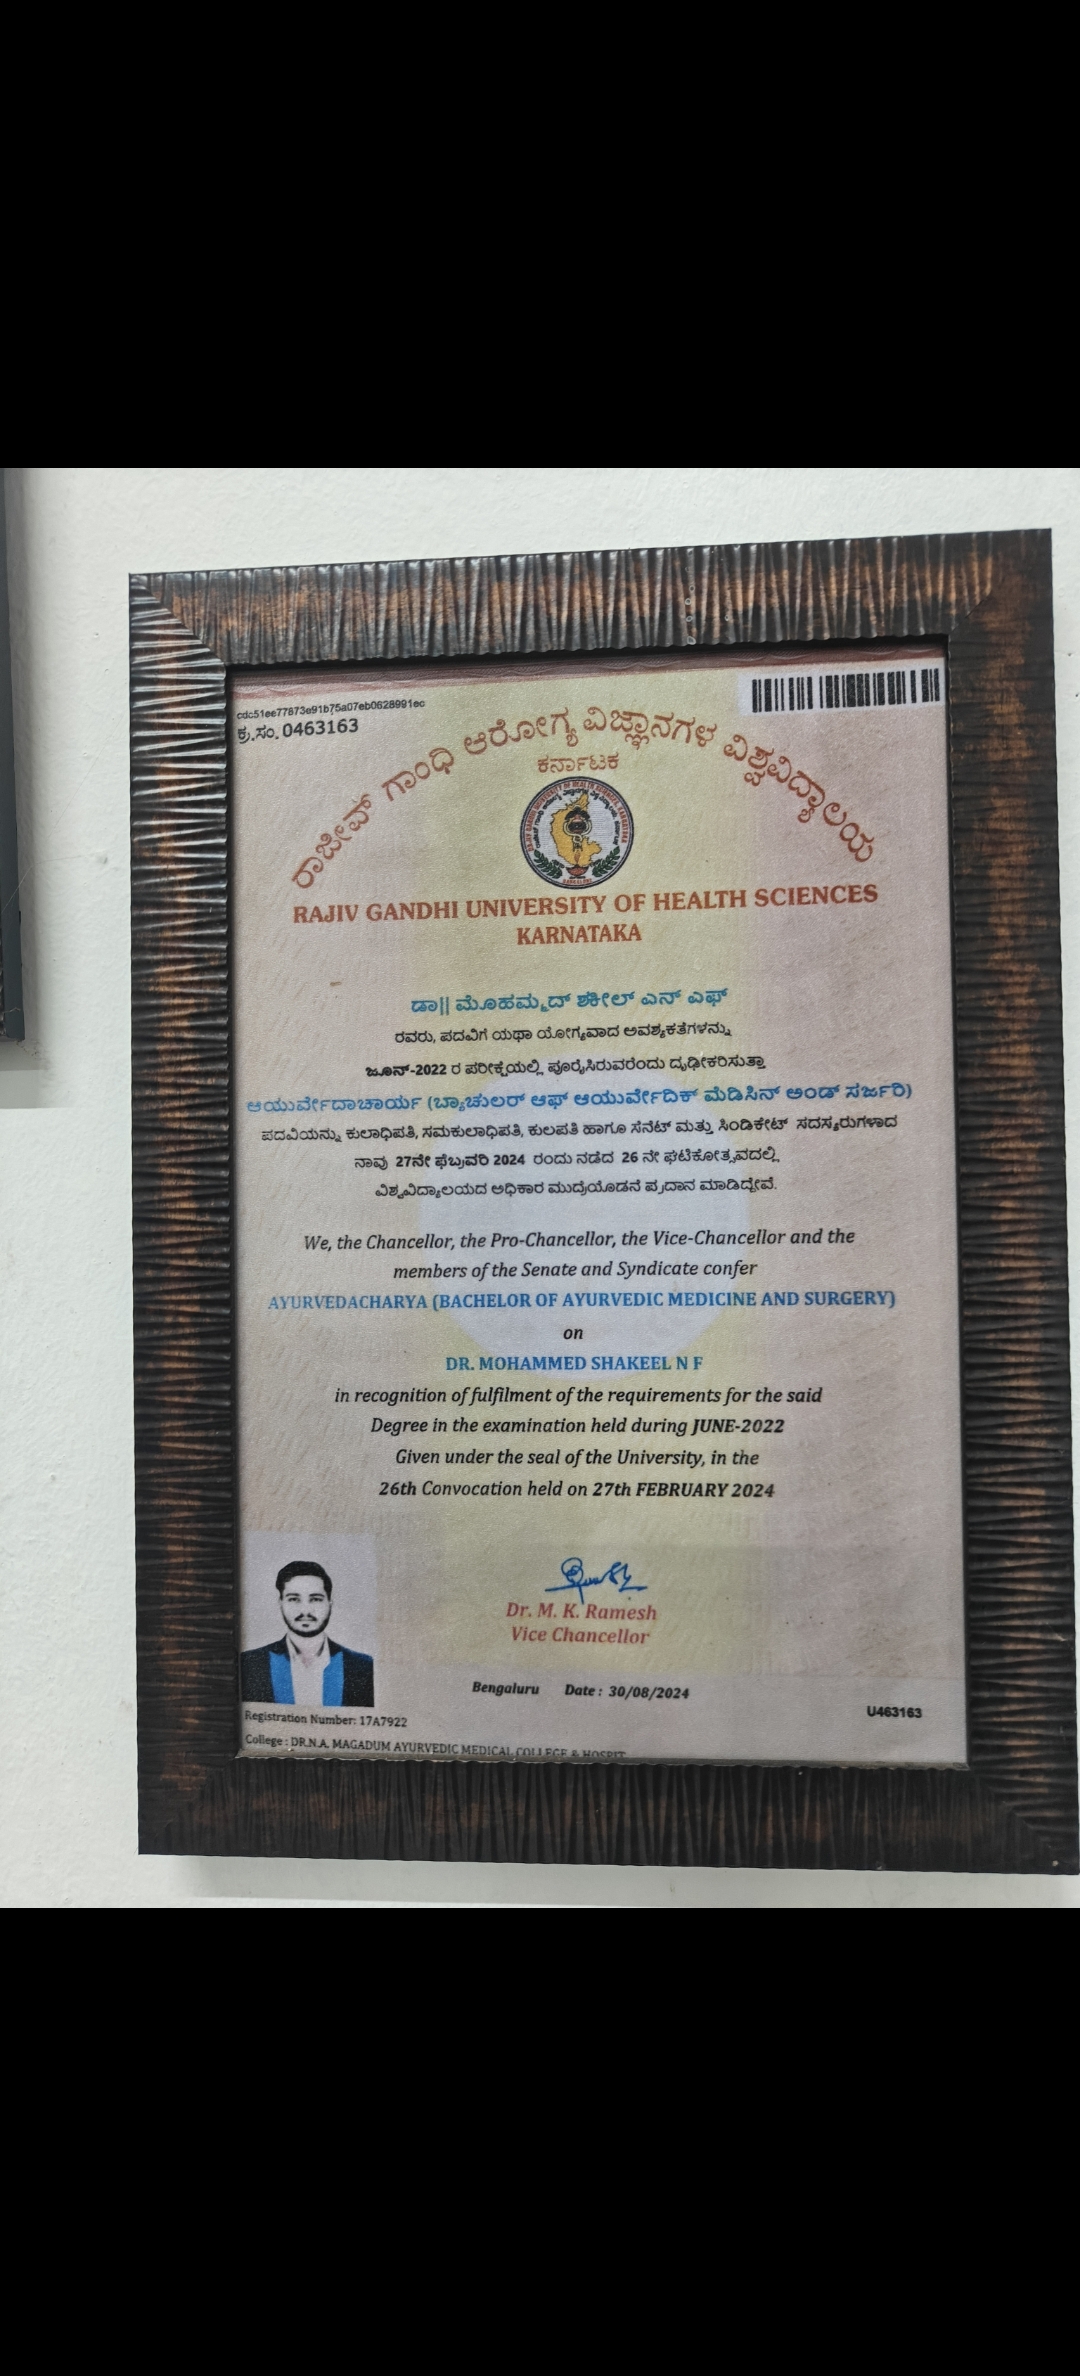 cdc51ee77873e91b75a07eb0628991ec
ಕ್ರ.ಸಂ. 0463163
ರಾಜೀವ್ ಗಾಂಧಿ ಆರೋಗ್ಯ ವಿಜ್ಞಾನಗಳ ವಿಶ್ವವಿದ್ಯಾಲಯ
ಕರ್ನಾಟಕ
RAJIV GANDHI UNIVERSITY OF HEALTH SCIENCES
KARNATAKA
ಡಾ|| ಮೊಹಮ್ಮದ್ ಶಕೀಲ್ ಎನ್ ಎಫ್
ರವರು, ಪದವಿಗೆ ಯಥಾ ಯೋಗ್ಯವಾದ ಅವಶ್ಯಕತೆಗಳನ್ನು
ಜೂನ್-2022 ರ ಪರೀಕ್ಷೆಯಲ್ಲಿ ಪೂರೈಸಿರುವರೆಂದು ದೃಢೀಕರಿಸುತ್ತಾ
ಆಯುರ್ವೇದಾಚಾರ್ಯ (ಬ್ಯಾಚುಲರ್ ಆಫ್ ಆಯುರ್ವೇದಿಕ್ ಮೆಡಿಸಿನ್ ಅಂಡ್ ಸರ್ಜರಿ)
ಪದವಿಯನ್ನು ಕುಲಾಧಿಪತಿ, ಸಮಕುಲಾಧಿಪತಿ, ಕುಲಪತಿ ಹಾಗೂ ಸೆನೆಟ್ ಮತ್ತು ಸಿಂಡಿಕೇಟ್ ಸದಸ್ಯರುಗಳಾದ
ನಾವು 27ನೇ ಫೆಬ್ರವರಿ 2024 ರಂದು ನಡೆದ 26 ನೇ ಘಟಿಕೋತ್ಸವದಲ್ಲಿ
ವಿಶ್ವವಿದ್ಯಾಲಯದ ಅಧಿಕಾರ ಮುದ್ರೆಯೊಡನೆ ಪ್ರದಾನ ಮಾಡಿದ್ದೇವೆ.
We, the Chancellor, the Pro-Chancellor, the Vice-Chancellor and the
members of the Senate and Syndicate confer
AYURVEDACHARYA (BACHELOR OF AYURVEDIC MEDICINE AND SURGERY)
on
DR. MOHAMMED SHAKEEL N F
in recognition of fulfilment of the requirements for the said
Degree in the examination held during JUNE-2022
Given under the seal of the University, in the
26th Convocation held on 27th FEBRUARY 2024
Dr. M. K. Ramesh
Vice Chancellor
Bengaluru Date : 30/08/2024
U463163
Registration Number: 17A7922
College : DR.N.A. MAGADUM AYURVEDIC MEDICAL COLLEGE & HOSPIT